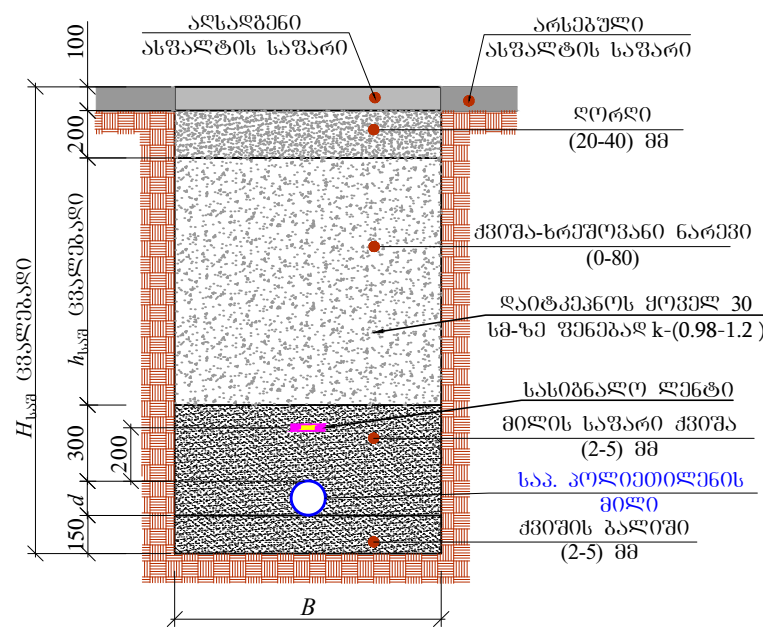 აღსადგენი
ასფალტის საფარი
არსებული
ასფალტის საფარი
ღორღი
(20-40) მმ
ქვიშა-ხრეშოვანი ნარევი
(0-80)
დაიტკეპნოს ყოველ 30
სმ-ზე ფენებად k-(0.98-1.2 )
სასიგნალო ლენტი
მილის საფარი ქვიშა
(2-5) მმ
საპ. პოლიეთილენის
მილი
ქვიშის ბალიში
(2-5) მმ
100
200
hსაშ ცვალებადი
Hსაშ ცვალებადი
300
200
d
150
B